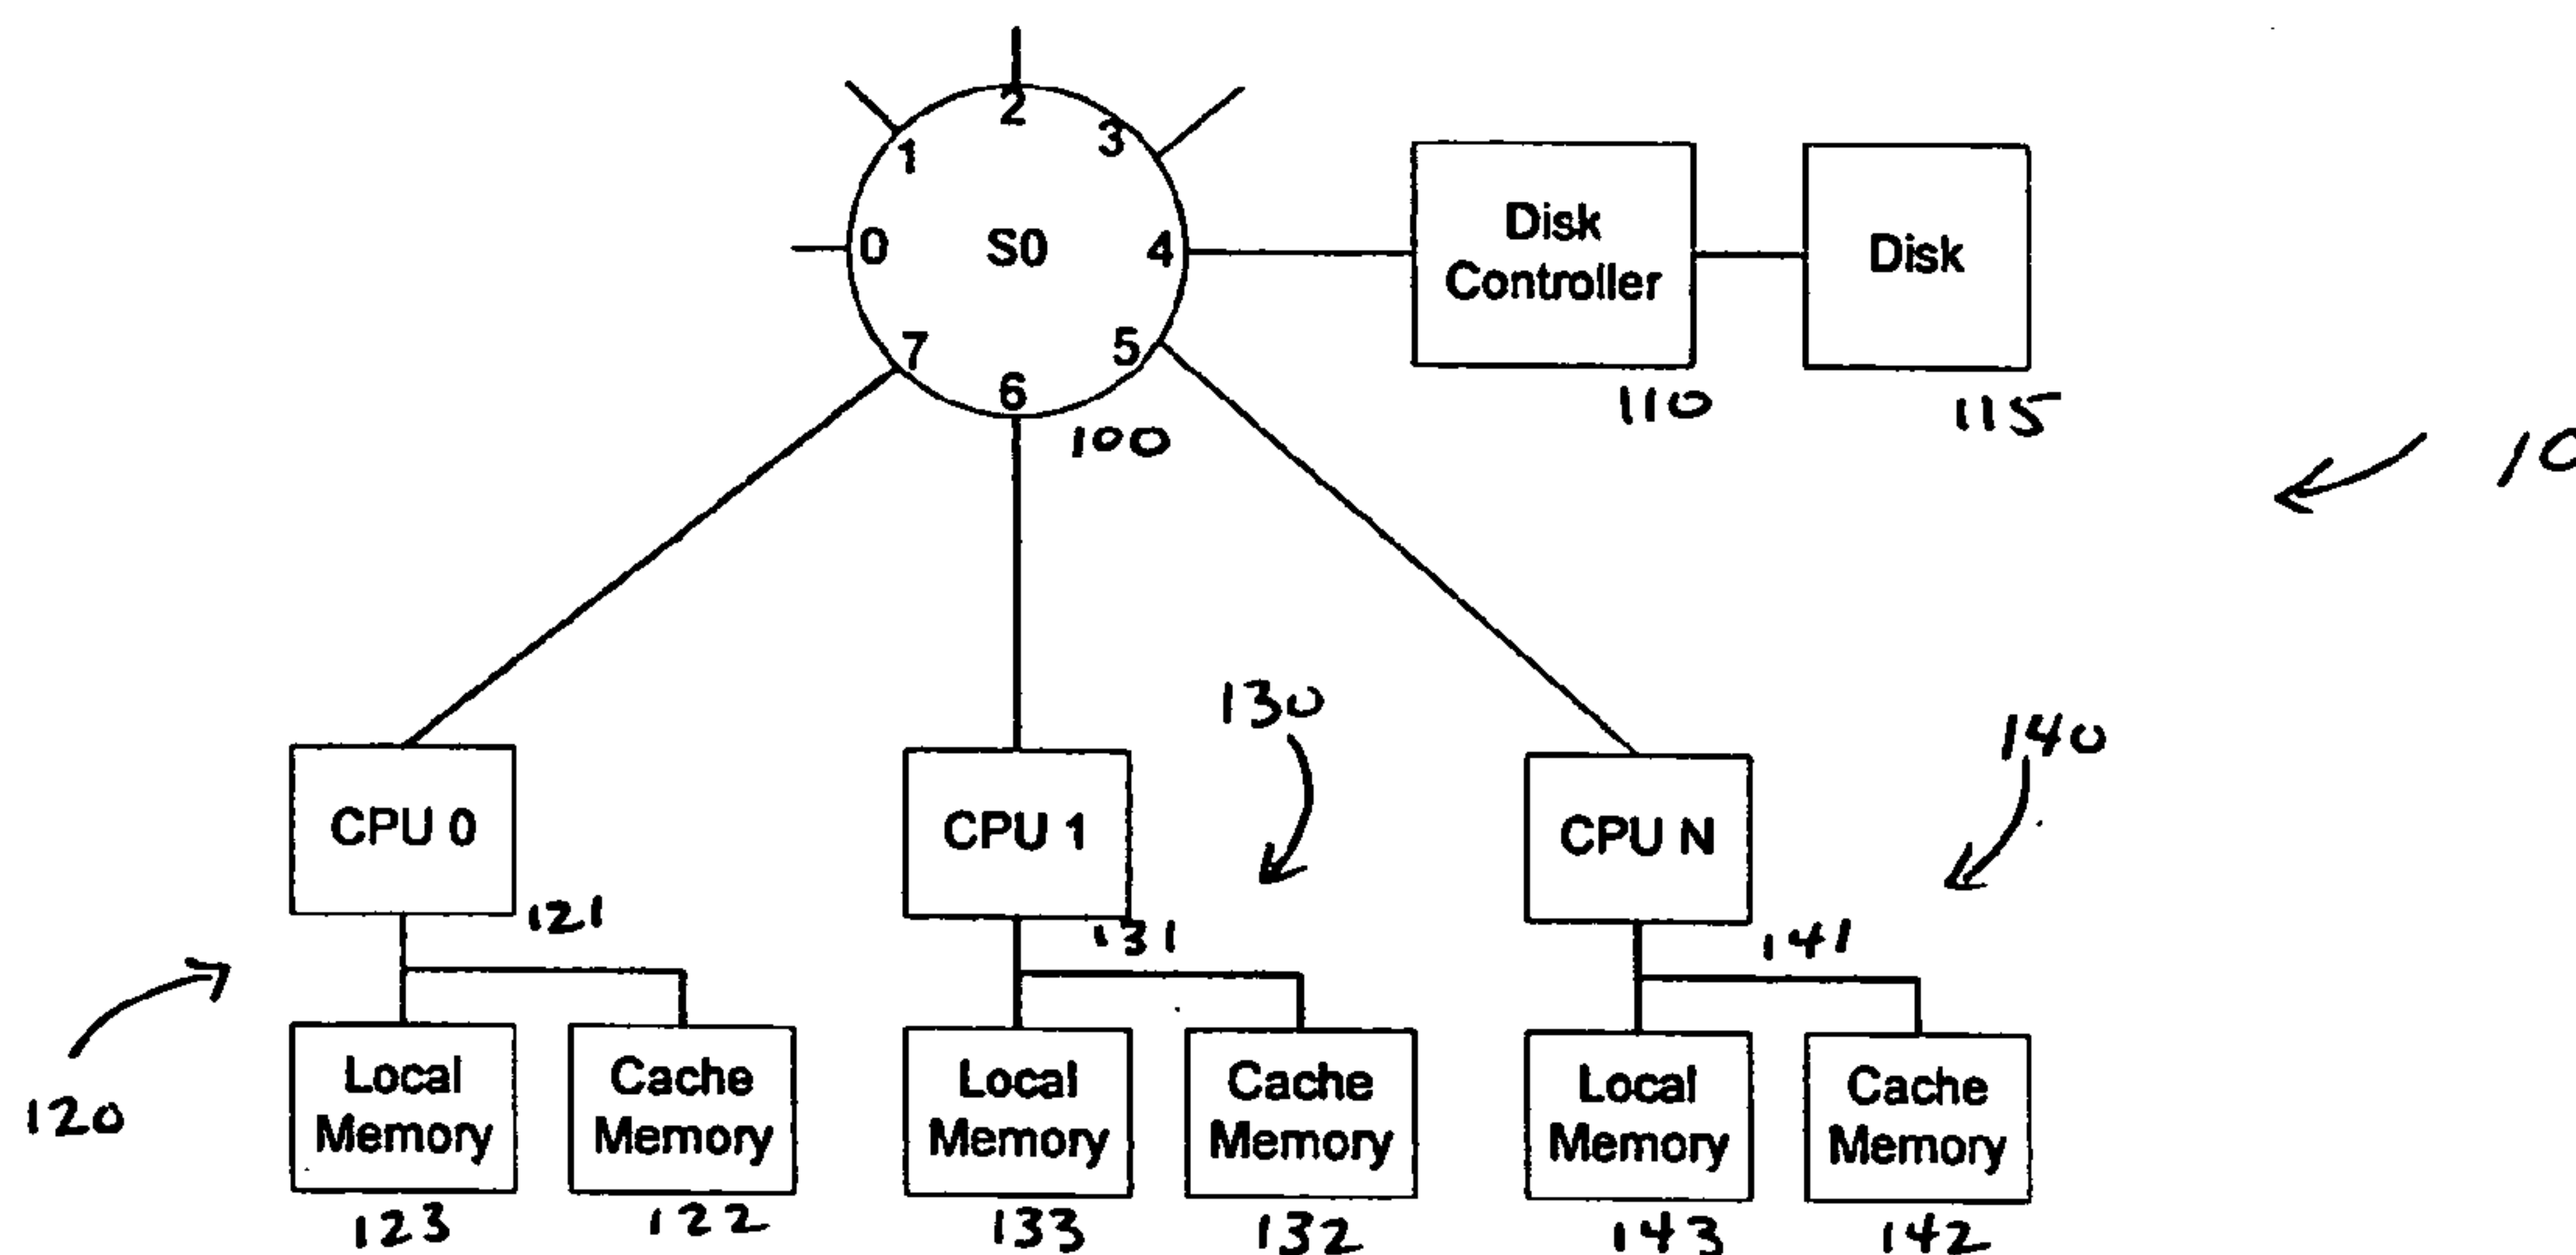 2
3
1
0
S0
4
Disk
Controller
Disk
7
5
6
100
110
115
10
130
140
CPU 0
CPU 1
CPU N
121
131
141
120
Local
Memory
Cache
Memory
Local
Memory
Cache
Memory
Local
Memory
Cache
Memory
123
122
133
132
143
142